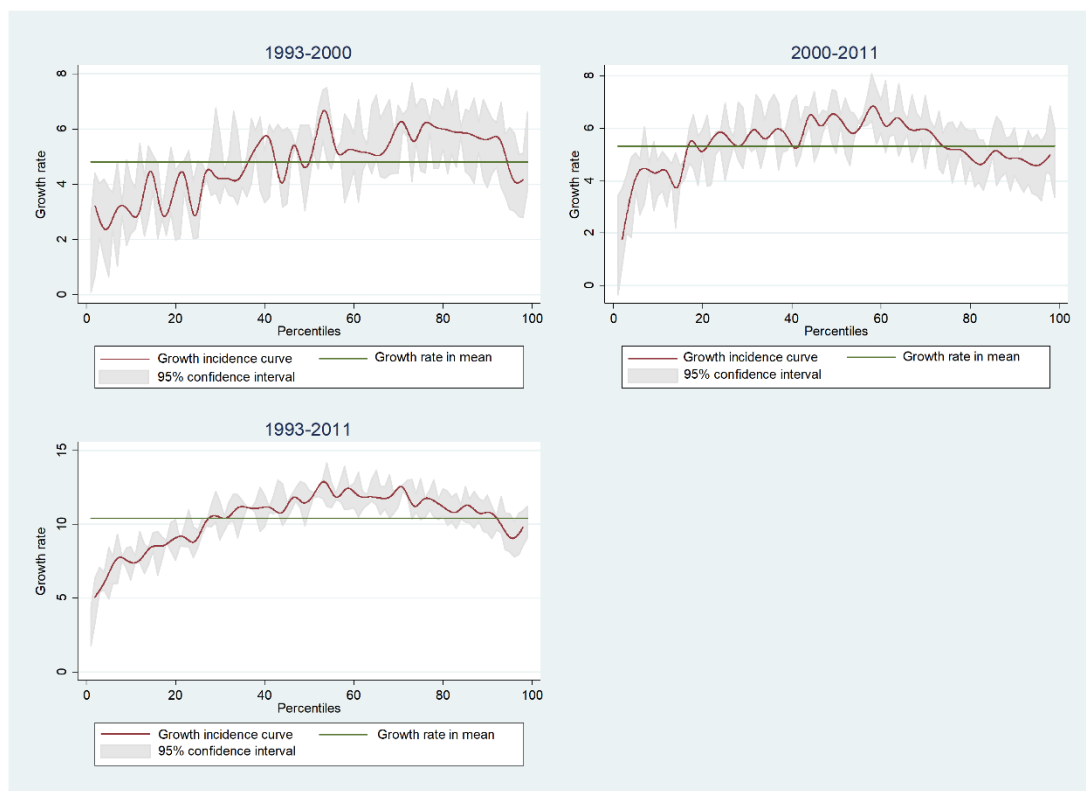 1993-2000
8
6
4
2
0
Growth rate
0 20 40 60 80 100
Percentiles
Growth incidence curve Growth rate in mean
95% confidence interval
2000-2011
8
6
4
2
0
Growth rate
0 20 40 60 80 100
Percentiles
Growth incidence curve Growth rate in mean
95% confidence interval
1993-2011
15
10
5
0
Growth rate
0 20 40 60 80 100
Percentiles
Growth incidence curve Growth rate in mean
95% confidence interval